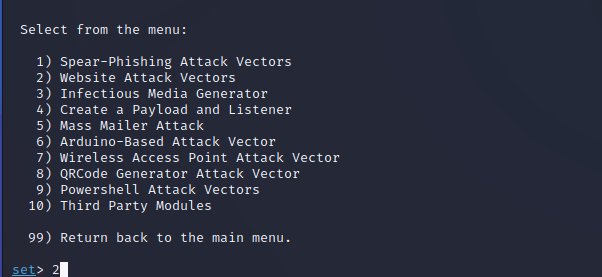 Select from the menu:
1) Spear-Phishing Attack Vectors
2) Website Attack Vectors
3) Infectious Media Generator
4) Create a Payload and Listener
5) Mass Mailer Attack
6) Arduino-Based Attack Vector
7) Wireless Access Point Attack Vector
8) QRCode Generator Attack Vector
9) Powershell Attack Vectors
10) Third Party Modules
99) Return back to the main menu.
set> 2